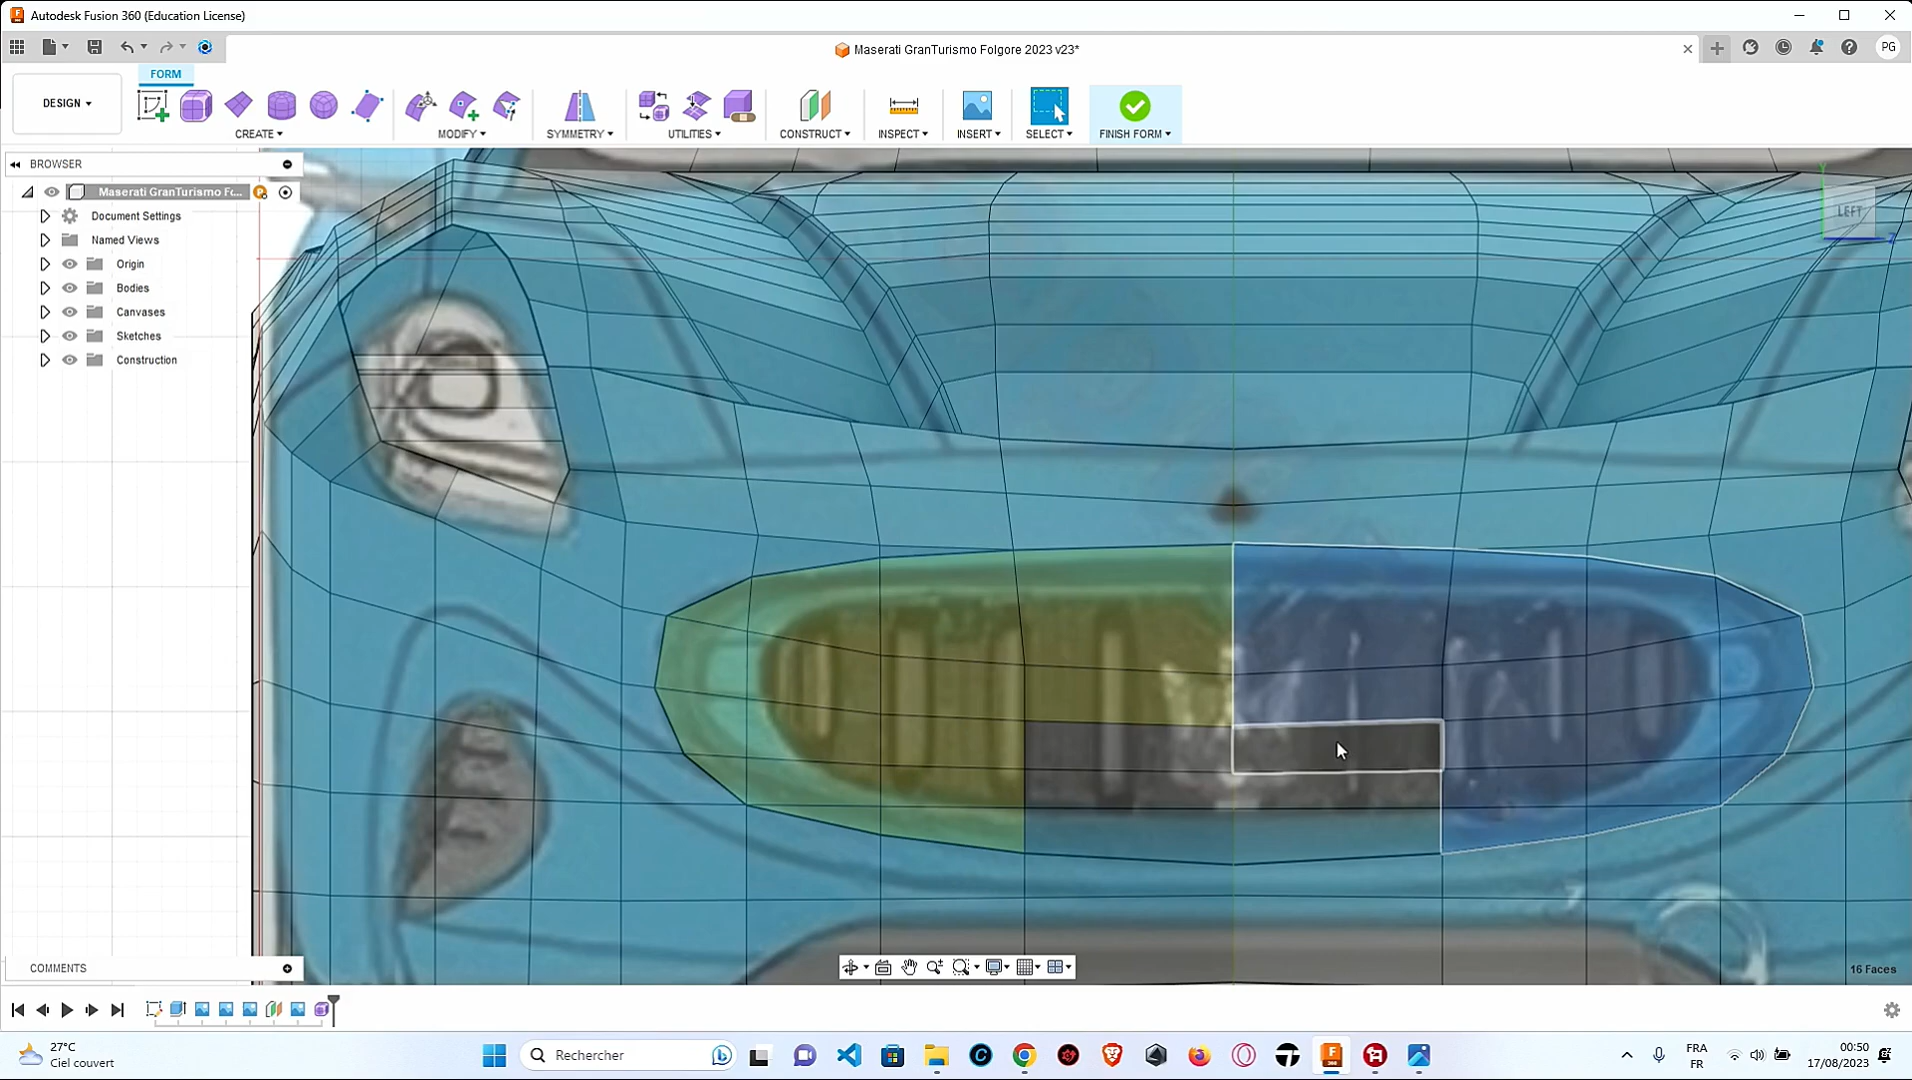 Autodesk Fusion 360 (Education License)
Maserati GranTurismo Folgore 2023 v23*
PG
FORM
DESIGN
CREATE
MODIFY
SYMMETRY
UTILITIES
CONSTRUCT
INSPECT
INSERT
SELECT
FINISH FORM
BROWSER
Maserati GranTurismo Fo...
Document Settings
Named Views
Origin
Bodies
Canvases
Sketches
Construction
LEFT
Y
Z
COMMENTS
16 Faces
27°C
Ciel couvert
Rechercher
FRA
FR
00:50
17/08/2023